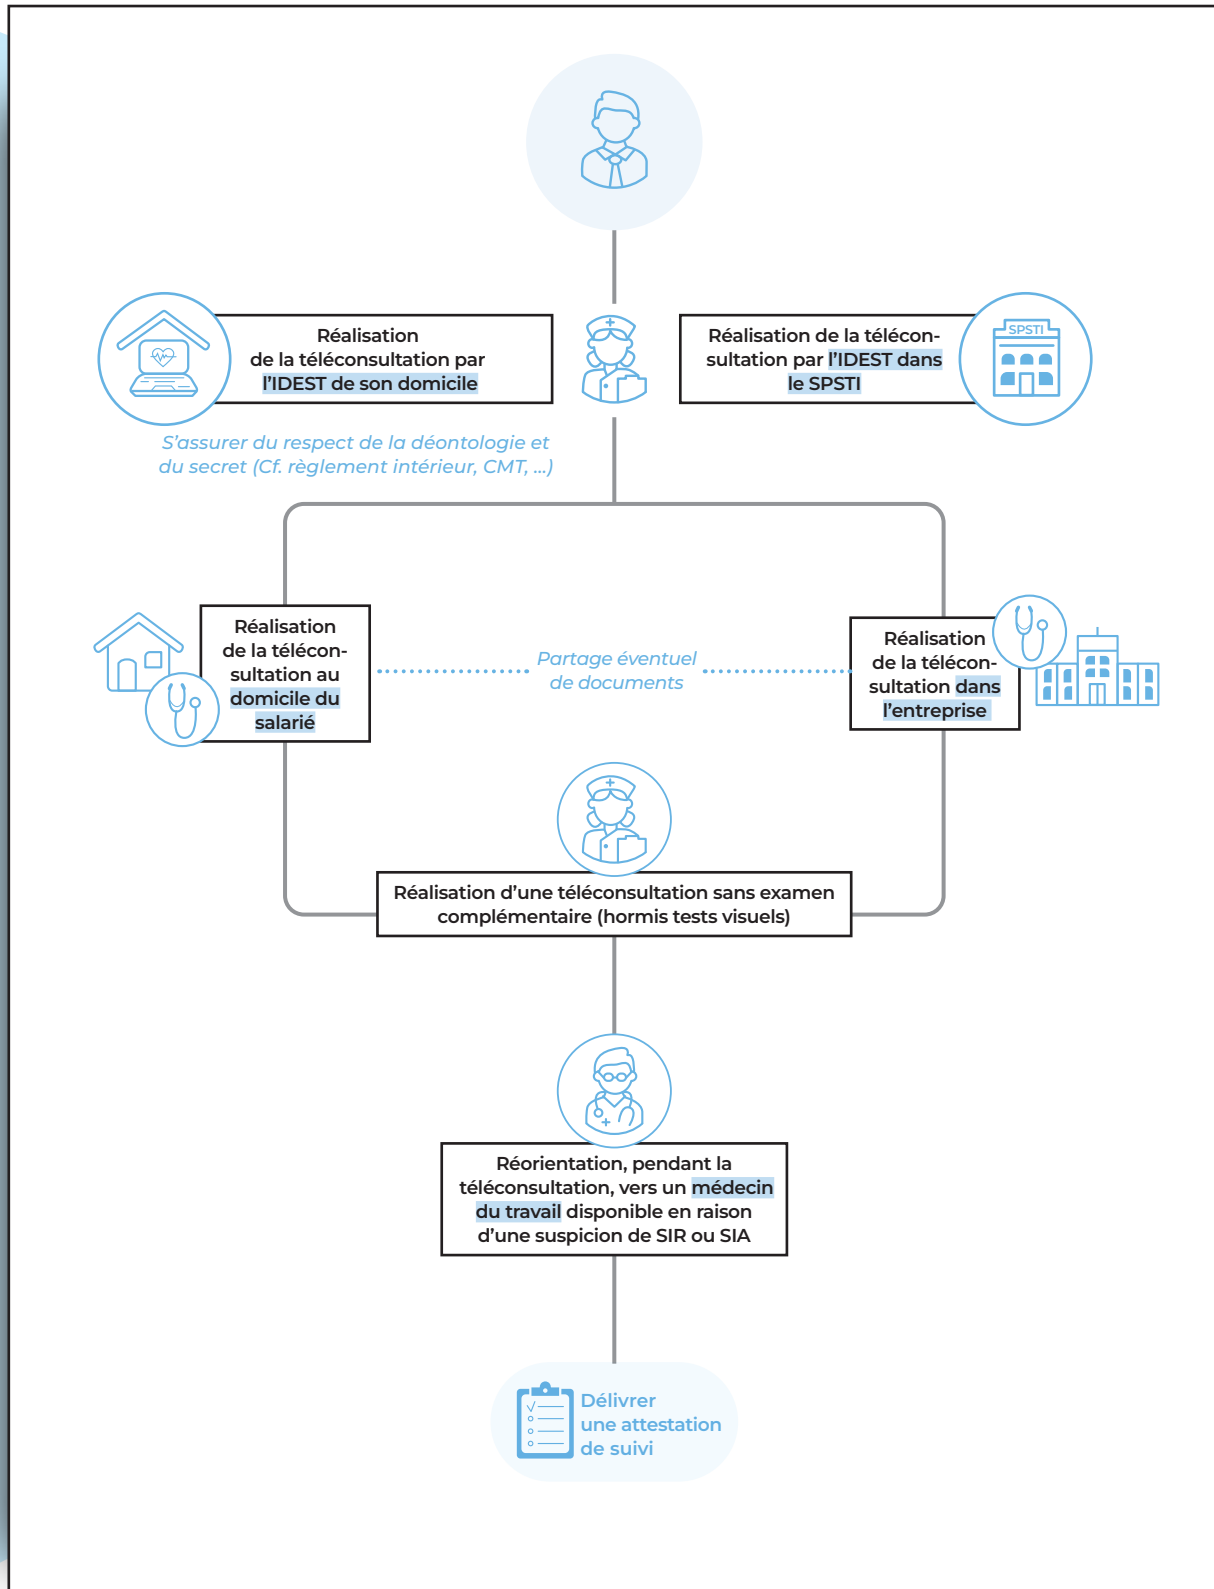 Réalisation
de la téléconsultation par
l'IDEST de son domicile
Réalisation de la télécon-
sultation par l'IDEST dans
le SPSTI
SPSTI
S'assurer du respect de la déontologie et
du secret (Cf. règlement intérieur, CMT, ...)
Réalisation
de la télécon-
sultation au
domicile du
salarié
Partage éventuel
de documents
Réalisation
de la télécon-
sultation dans
l'entreprise
Réalisation d'une téléconsultation sans examen
complémentaire (hormis tests visuels)
Réorientation, pendant la
téléconsultation, vers un médecin
du travail disponible en raison
d'une suspicion de SIR ou SIA
Délivrer
une attestation
de suivi